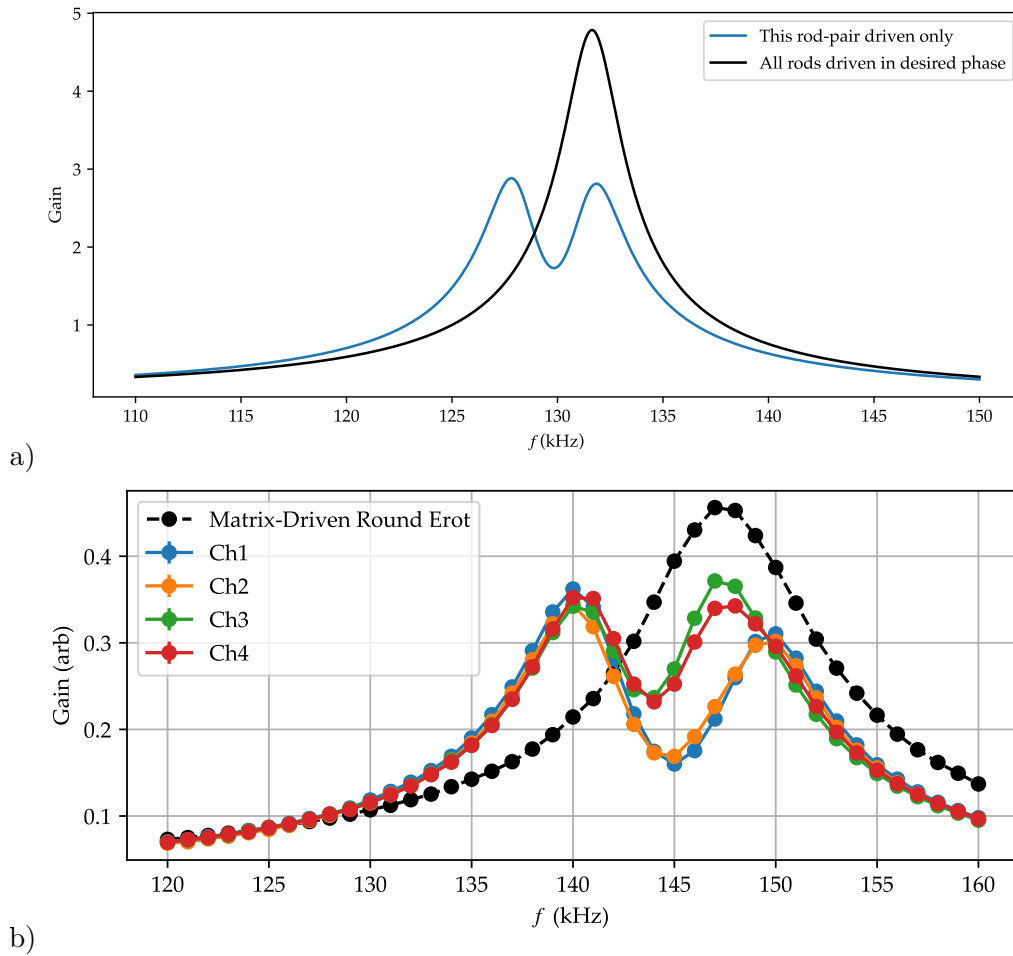 5
4
3
2
1
Gain
This rod-pair driven only
All rods driven in desired phase
110 115 120 125 130 135 140 145 150
f (kHz)
a)
0.4
0.3
0.2
0.1
Gain (arb)
Matrix-Driven Round Erot
Ch1
Ch2
Ch3
Ch4
120 125 130 135 140 145 150 155 160
f (kHz)
b)